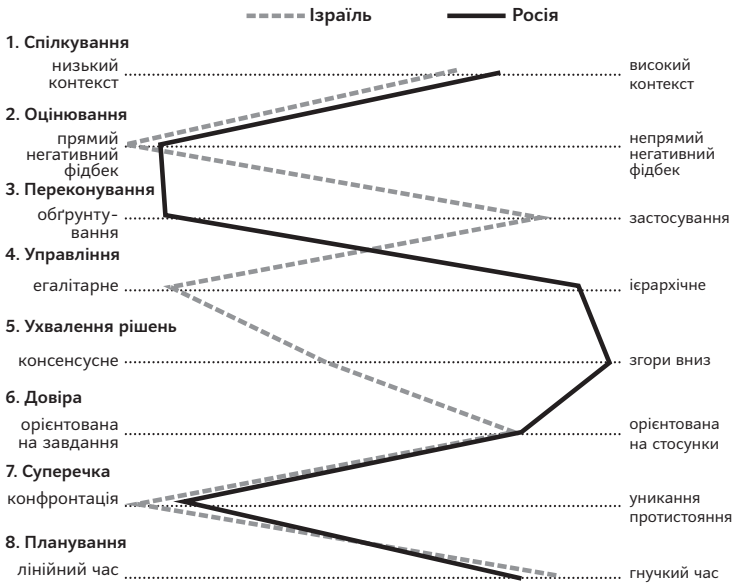 Ізраїль Росія
1. Спілкування
низький
контекст
високий
контекст
2. Оцінювання
прямий
негативний
фідбек
непрямий
негативний
фідбек
3. Переконування
обґрунту-
вання
застосування
4. Управління
егалітарне
ієрархічне
5. Ухвалення рішень
консенсусне
згори вниз
6. Довіра
орієнтована
на завдання
орієнтована
на стосунки
7. Суперечка
конфронтація
уникання
протистояння
8. Планування
лінійний час
гнучкий час